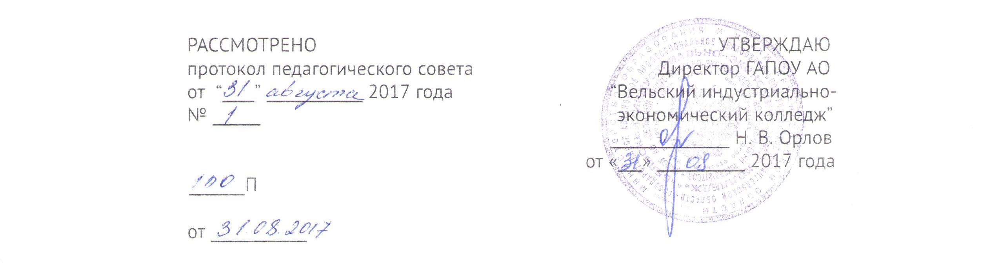 РАССМОТРЕНО
протокол педагогического совета
от “31” августа 2017 года
№ 1
100 П
от 31.08.2017
УТВЕРЖДАЮ
Директор ГАПОУ АО
“Вельский индустриально-
экономический колледж”
Н. В. Орлов
от «31» 08 2017 года